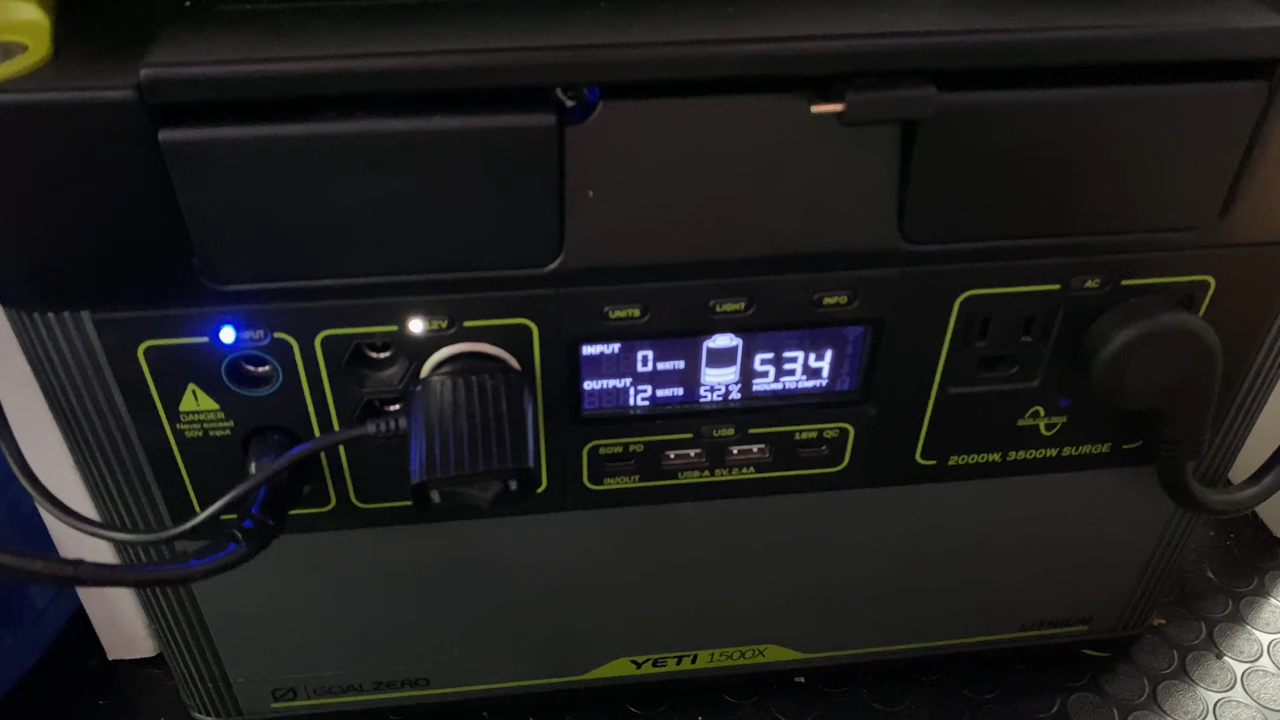 UNITS
LIGHT
INFO
INPUT
12V
AC
INPUT
0 WATTS
OUTPUT
12 WATTS
52%
53.4
HOURS TO EMPTY
DANGER
Never exceed
50V input
USB
60W PD
18W QC
IN/OUT
USB-A 5V, 2.4A
2000W, 3500W SURGE
LITHIUM
YETI 1500X
GOAL ZERO